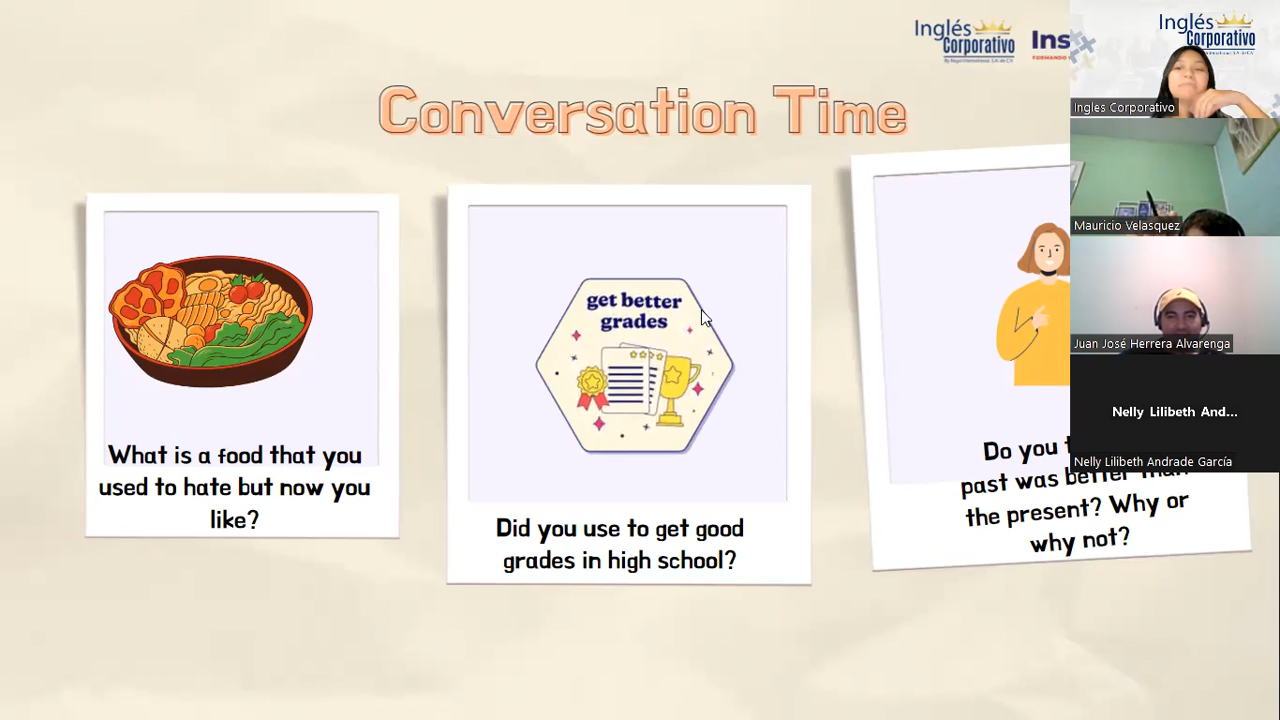 Inglés
Corporativo
Ins
Inglés
Corporativo
Conversation Time
Ingles Corporativo
Mauricio Velasquez
Juan José Herrera Alvarenga
Nelly Lilibeth And...
Nelly Lilibeth Andrade García
get better
grades
What is a food that you
used to hate but now you
like?
Did you use to get good
grades in high school?
Do you
past was better than
the present? Why or
why not?